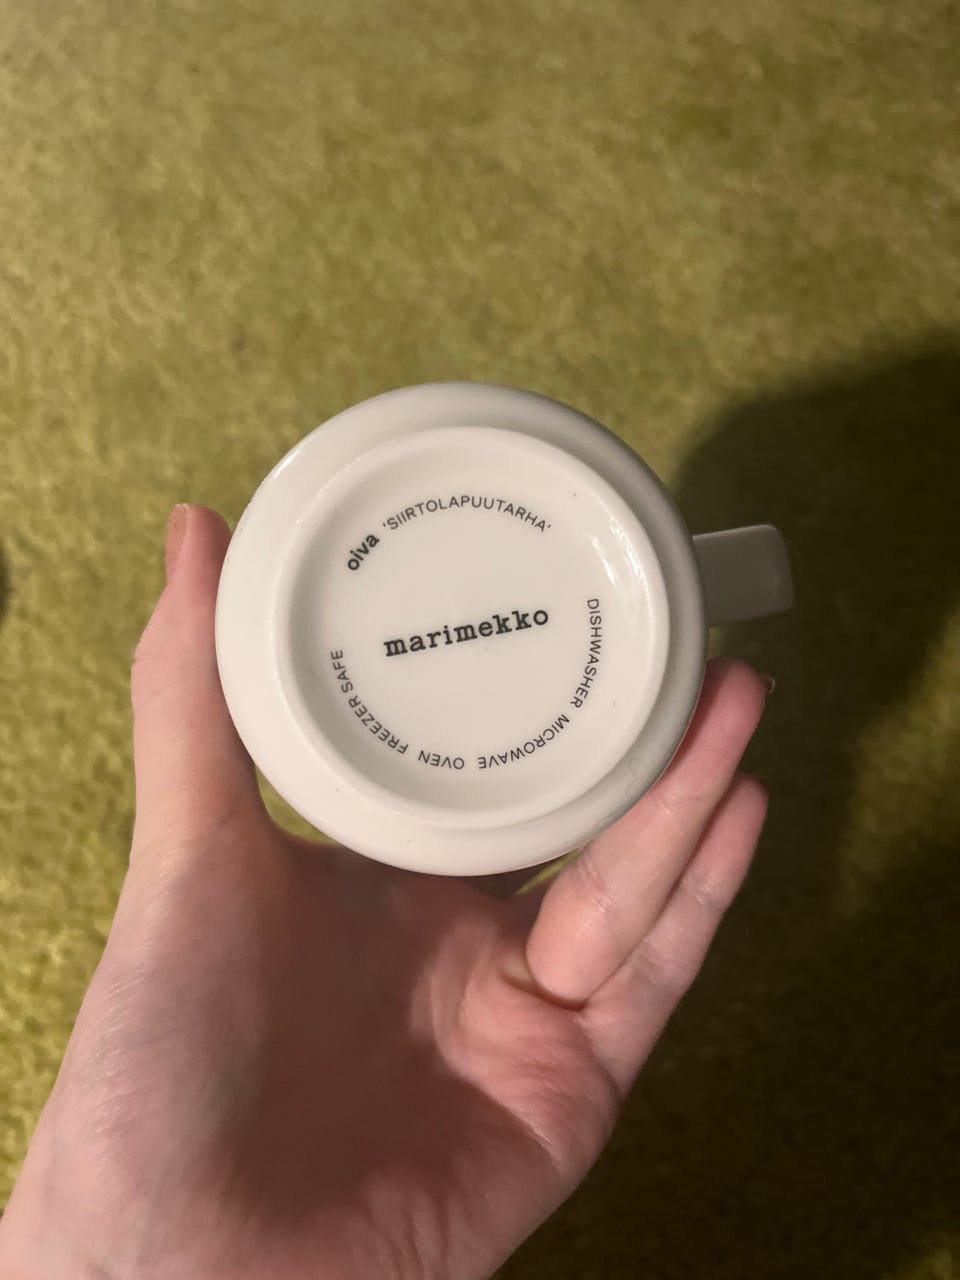 oiva 'SIIRTOLAPUUTARHA'
marimekko
DISHWASHER MICROWAVE OVEN FREEZER SAFE